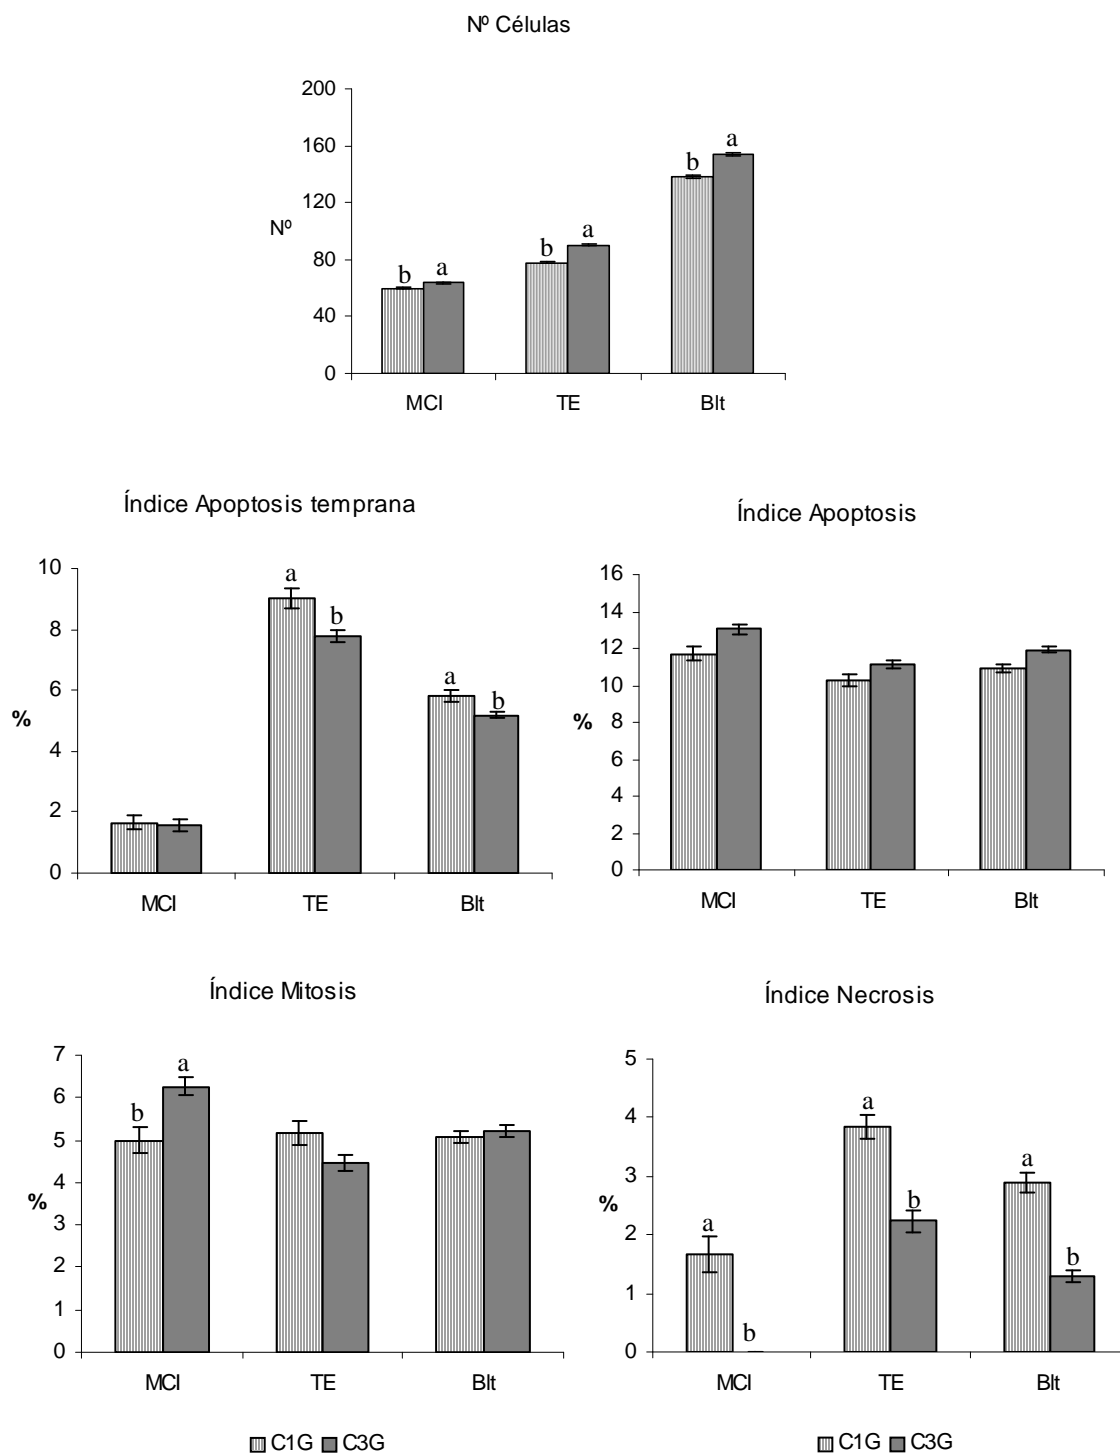 Nº Células
200
160
120
80
40
0
Nº
b a b a b a
MCI TE Blt
Índice Apoptosis temprana
10
8
6
4
2
0
%
a b a b
MCI TE Blt
Índice Apoptosis
16
14
12
10
8
6
4
2
0
%
MCI TE Blt
Índice Mitosis
7
6
5
4
3
2
1
0
%
b a
MCI TE Blt
C1G C3G
Índice Necrosis
5
4
3
2
1
0
%
a b a b a b
MCI TE Blt
C1G C3G